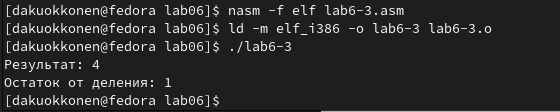 [dakuokkonen@fedora lab06]$ nasm -f elf lab6-3.asm
[dakuokkonen@fedora lab06]$ ld -m elf_i386 -o lab6-3 lab6-3.o
[dakuokkonen@fedora lab06]$ ./lab6-3
Результат: 4
Остаток от деления: 1
[dakuokkonen@fedora lab06]$